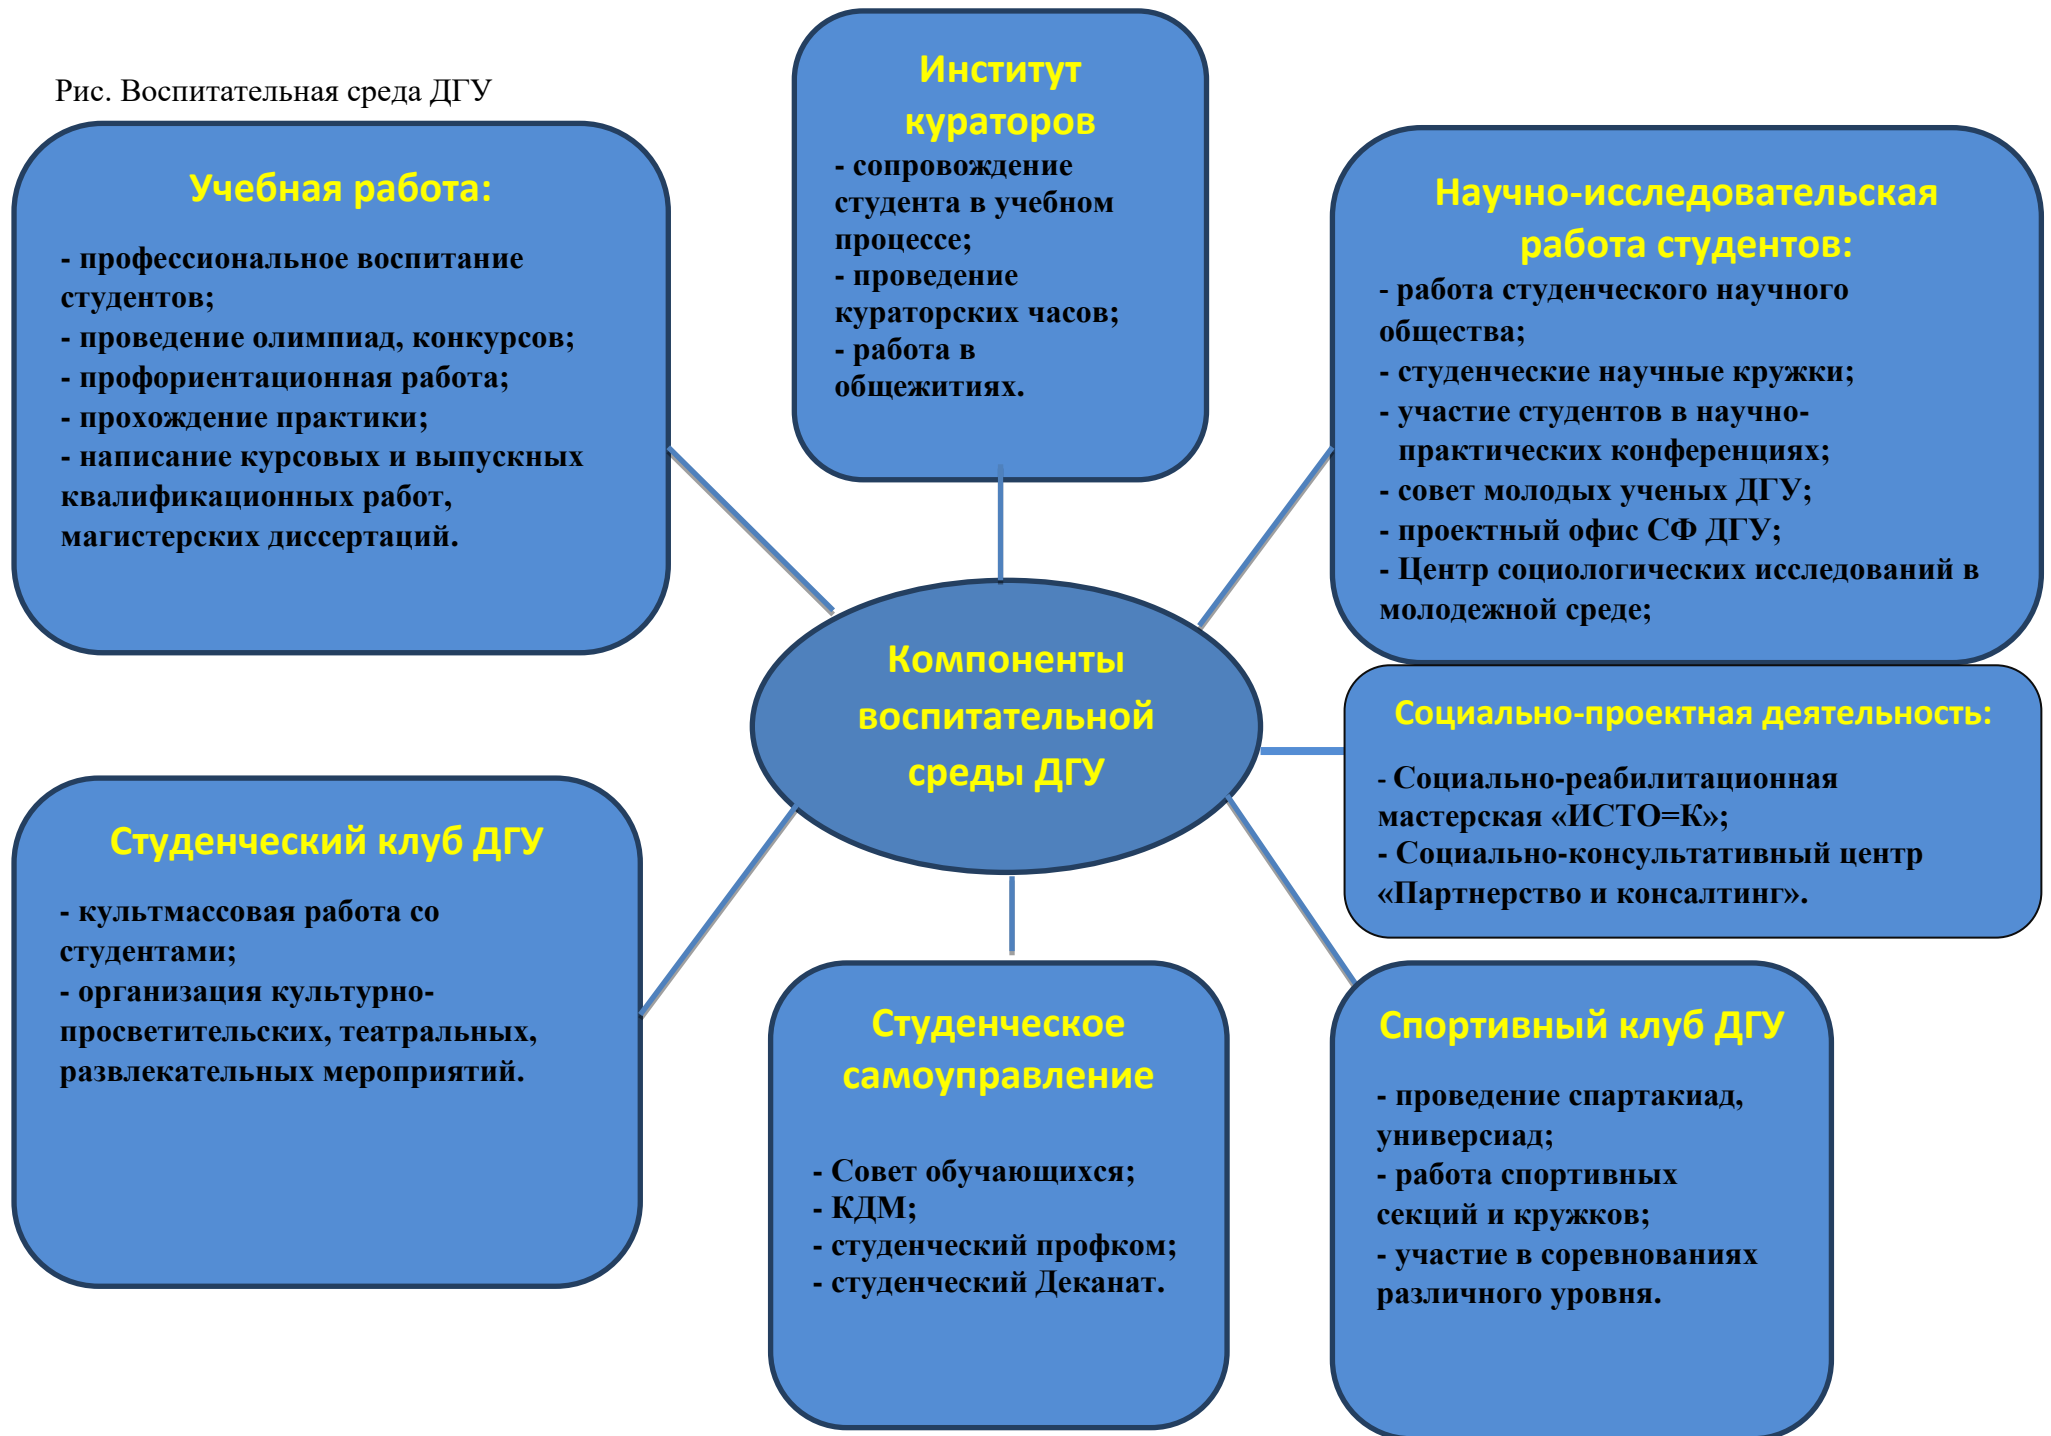 Рис. Воспитательная среда ДГУ
Институт
кураторов
- сопровождение
студента в учебном
процессе;
- проведение
кураторских часов;
- работа в
общежитиях.
Учебная работа:
- профессиональное воспитание
студентов;
- проведение олимпиад, конкурсов;
- профориентационная работа;
- прохождение практики;
- написание курсовых и выпускных
квалификационных работ,
магистерских диссертаций.
Научно-исследовательская
работа студентов:
- работа студенческого научного
общества;
- студенческие научные кружки;
- участие студентов в научно-
практических конференциях;
- совет молодых ученых ДГУ;
- проектный офис СФ ДГУ;
- Центр социологических исследований в
молодежной среде;
Компоненты
воспитательной
среды ДГУ
Социально-проектная деятельность:
- Социально-реабилитационная
мастерская «ИСТО=К»;
- Социально-консультативный центр
«Партнерство и консалтинг».
Студенческий клуб ДГУ
- культмассовая работа со
студентами;
- организация культурно-
просветительских, театральных,
развлекательных мероприятий.
Студенческое
самоуправление
- Совет обучающихся;
- КДМ;
- студенческий профком;
- студенческий Деканат.
Спортивный клуб ДГУ
- проведение спартакиад,
универсиад;
- работа спортивных
секций и кружков;
- участие в соревнованиях
различного уровня.